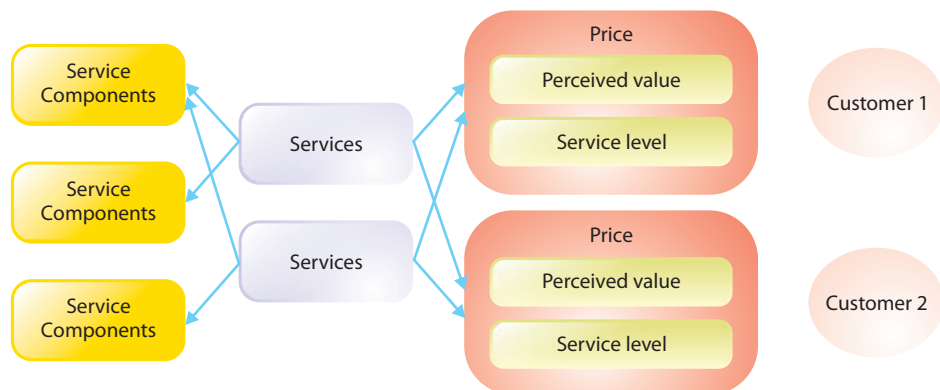 Service
Components
Service
Components
Service
Components
Services
Services
Price
Perceived value
Service level
Price
Perceived value
Service level
Customer 1
Customer 2